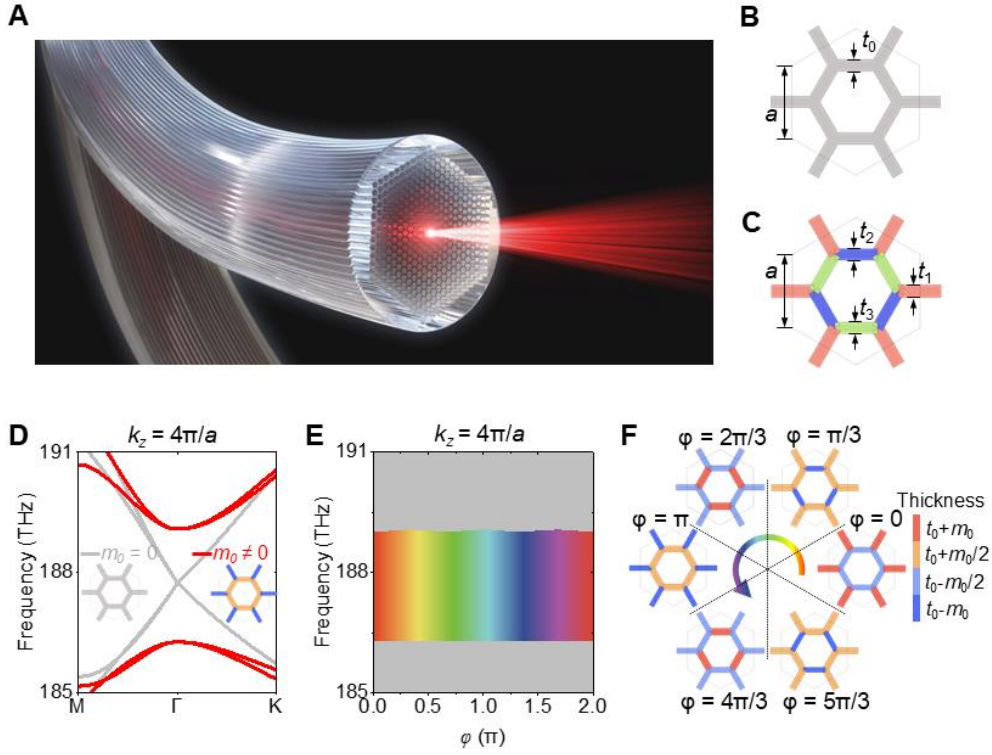 A
B
t₀
a
C
t₂
a
t₁
t₃
D
k_z = 4π/a
191
Frequency (THz)
188
185
m₀ = 0
m₀ ≠ 0
M
Γ
K
E
k_z = 4π/a
191
Frequency (THz)
188
185
0.0
0.5
1.0
1.5
2.0
φ (π)
F
φ = 2π/3
φ = π/3
φ = π
φ = 0
φ = 4π/3
φ = 5π/3
Thickness
t₀+m₀
t₀+m₀/2
t₀-m₀/2
t₀-m₀